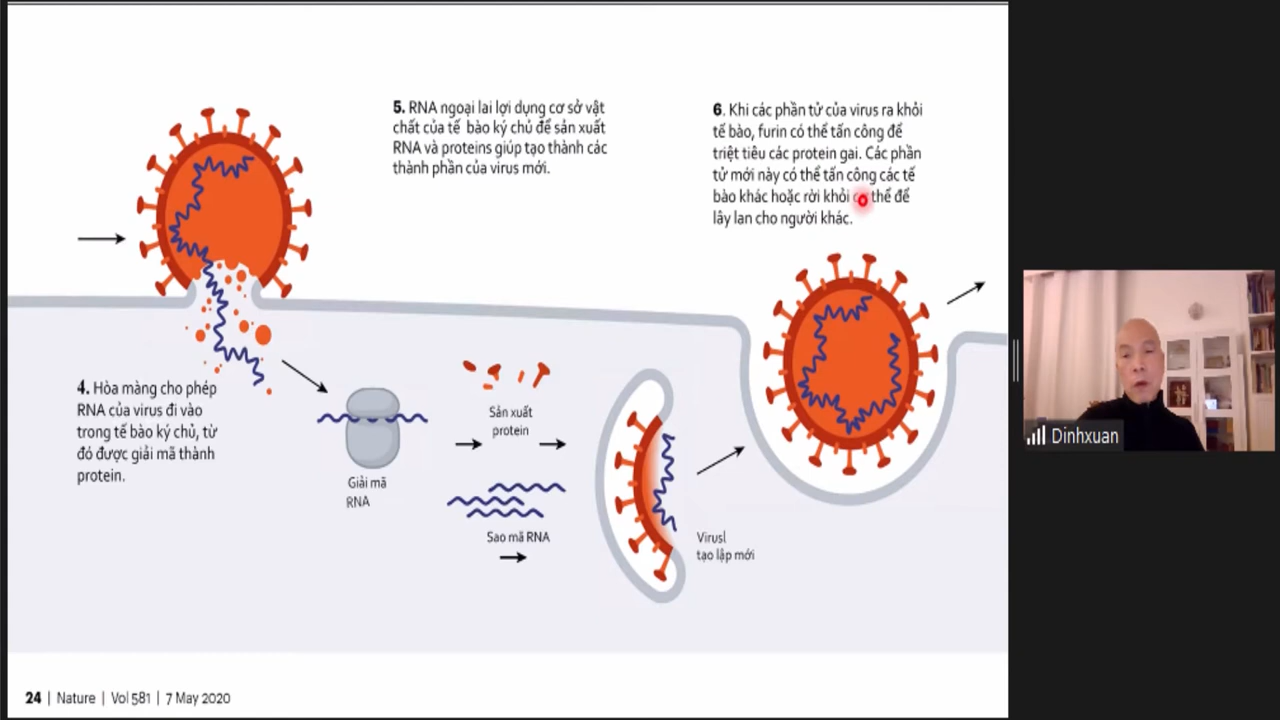 5. RNA ngoại lai lợi dụng cơ sở vật
chất của tế bào ký chủ để sản xuất
RNA và proteins giúp tạo thành các
thành phần của virus mới.
6. Khi các phần tử của virus ra khỏi
tế bào, furin có thể tấn công để
triệt tiêu các protein gai. Các phần
tử mới này có thể tấn công các tế
bào khác hoặc rời khỏi thể để
lây lan cho người khác.
4. Hòa màng cho phép
RNA của virus đi vào
trong tế bào ký chủ, từ
đó được giải mã thành
protein.
Giải mã
RNA
Sản xuất
protein
Sao mã RNA
Virusl
tạo lập mới
24 | Nature | Vol 581 | 7 May 2020
Dinhxuan